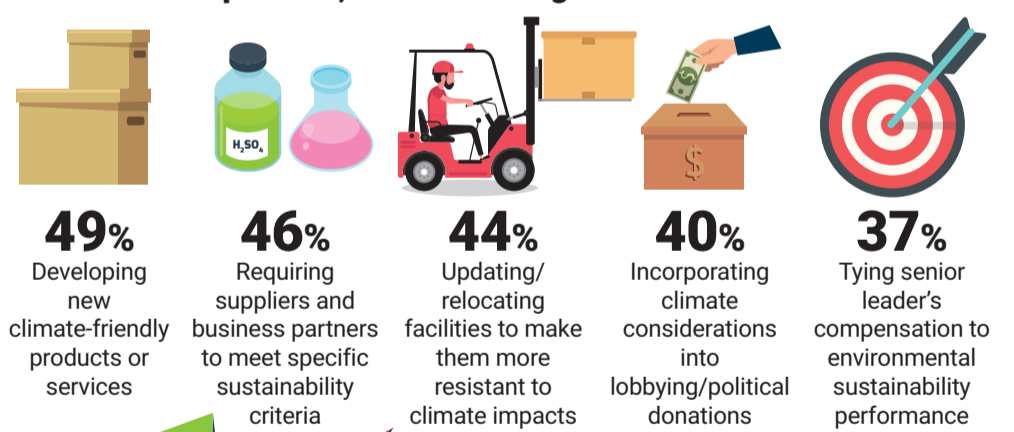 H₂SO₄
$
$
49%
Developing
new
climate-friendly
products or
services
46%
Requiring
suppliers and
business partners
to meet specific
sustainability
criteria
44%
Updating/
relocating
facilities to make
them more
resistant to
climate impacts
40%
Incorporating
climate
considerations
into
lobbying/political
donations
37%
Tying senior
leader’s
compensation to
environmental
sustainability
performance